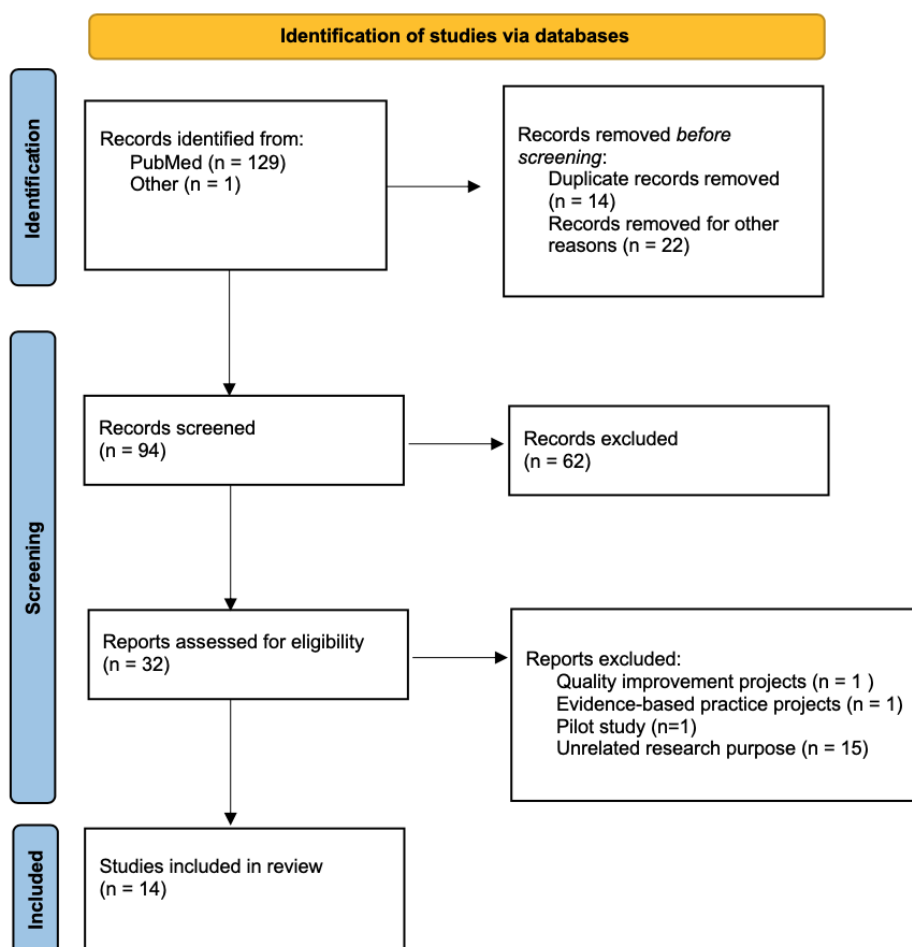 Identification of studies via databases
Identification
Records identified from:
PubMed (n = 129)
Other (n = 1)
Records removed before
screening:
Duplicate records removed
(n = 14)
Records removed for other
reasons (n = 22)
Screening
Records screened
(n = 94)
Records excluded
(n = 62)
Reports assessed for eligibility
(n = 32)
Reports excluded:
Quality improvement projects (n = 1 )
Evidence-based practice projects (n = 1)
Pilot study (n=1)
Unrelated research purpose (n = 15)
Included
Studies included in review
(n = 14)